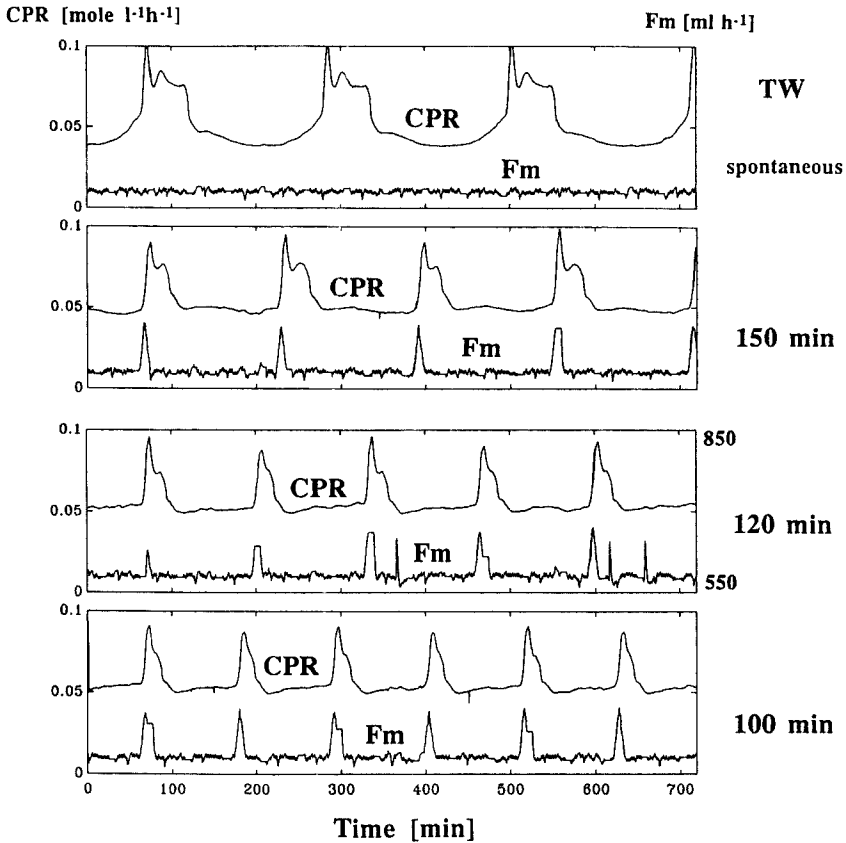 CPR [mole l-1h-1]
Fm [ml h-1]
0.1
TW
CPR
0.05
Fm
spontaneous
0
0.1
CPR
0.05
Fm
150 min
0
0.1
850
CPR
0.05
120 min
Fm
0
550
0.1
CPR
0.05
100 min
Fm
0
0 100 200 300 400 500 600 700
Time [min]